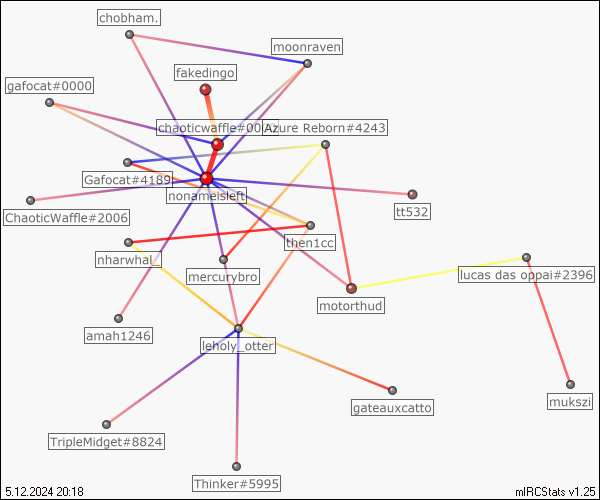 chobham.
moonraven
fakedingo
gafocat#0000
chaoticwaffle#00
Azure Reborn#4243
Gafocat#4189
nonameisleft
ChaoticWaffle#2006
tt532
then1cc
nharwhal_
mercurybro
lucas das oppai#2396
motorthud
amah1246
leholy_otter
mukszi
gateauxcatto
TripleMidget#8824
Thinker#5995
5.12.2024 20:18
mIRCStats v1.25